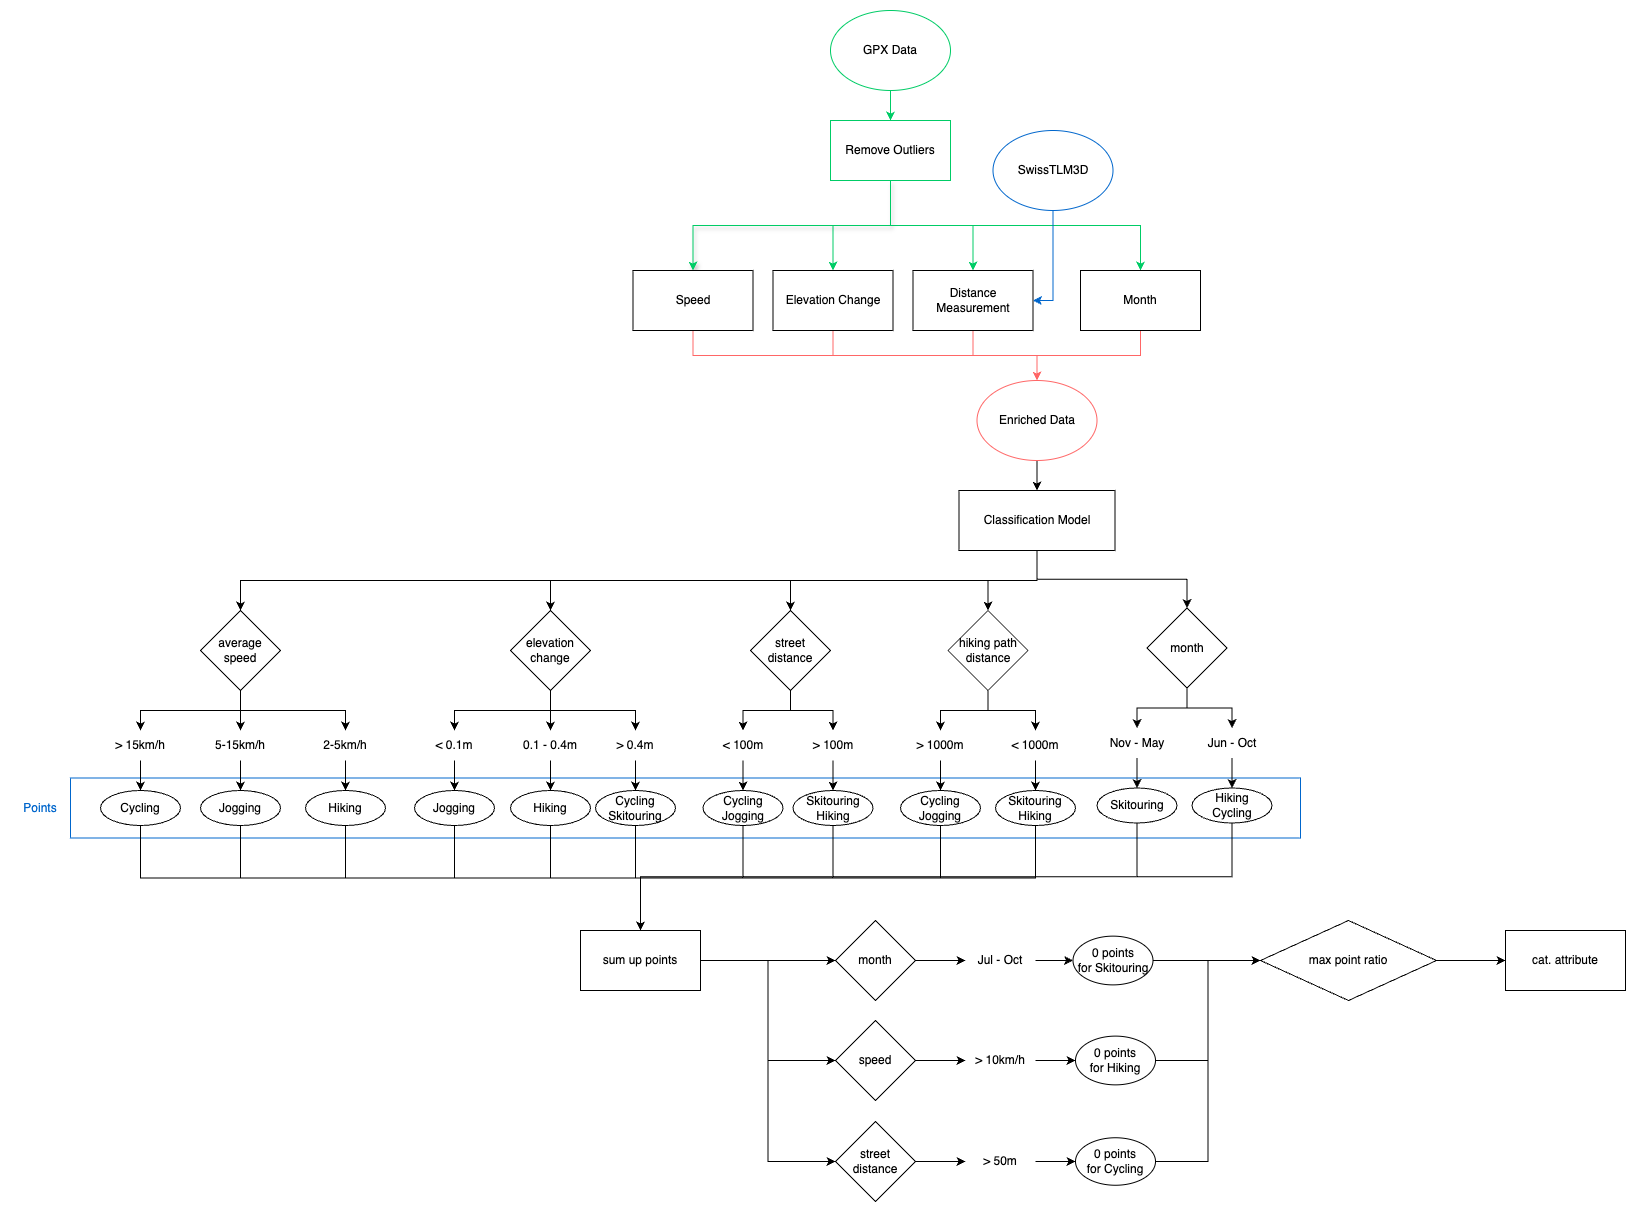 GPX Data
Remove Outliers
SwissTLM3D
Speed
Elevation Change
Distance
Measurement
Month
Enriched Data
Classification Model
average
speed
elevation
change
street
distance
hiking path
distance
month
> 15km/h
5-15km/h
2-5km/h
< 0.1m
0.1 - 0.4m
> 0.4m
< 100m
> 100m
> 1000m
< 1000m
Nov - May
Jun - Oct
Points
Cycling
Jogging
Hiking
Jogging
Hiking
Cycling
Skitouring
Cycling
Jogging
Skitouring
Hiking
Cycling
Jogging
Skitouring
Hiking
Skitouring
Hiking
Cycling
sum up points
month
Jul - Oct
0 points
for Skitouring
max point ratio
cat. attribute
speed
> 10km/h
0 points
for Hiking
street
distance
> 50m
0 points
for Cycling